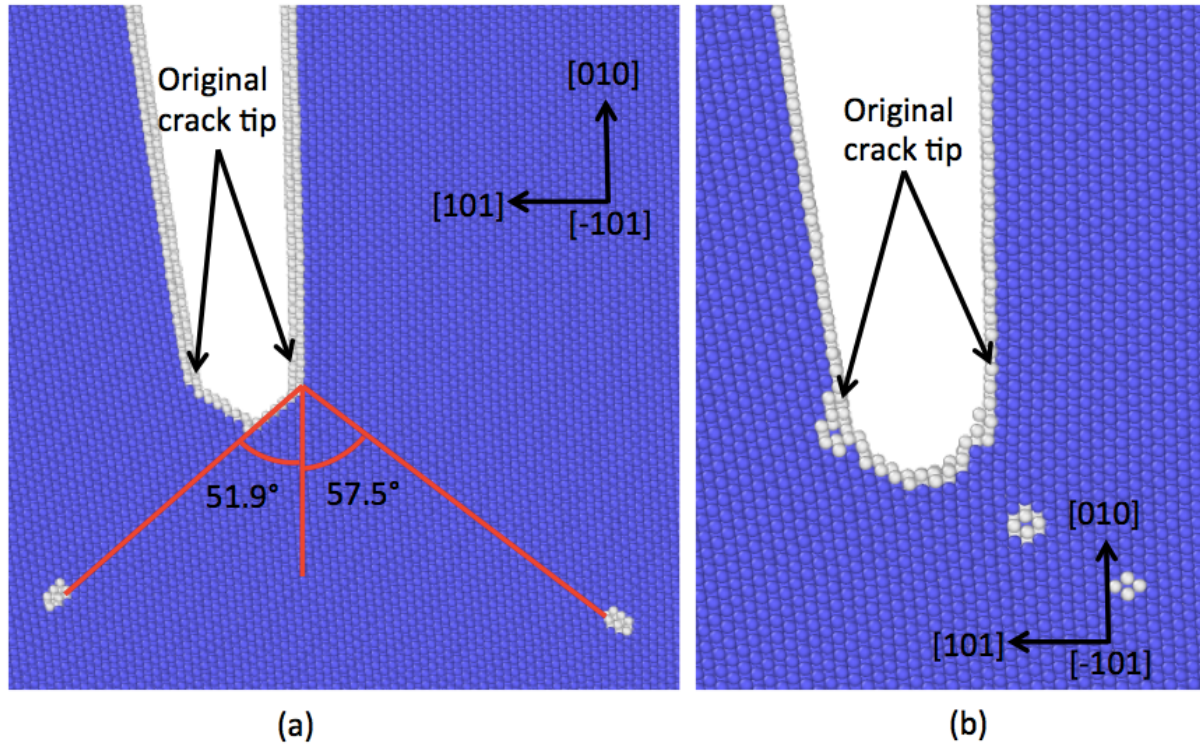 Original
crack tip
[010]
[101]
[-101]
51.9°
57.5°
(a)
Original
crack tip
[010]
[101]
[-101]
(b)